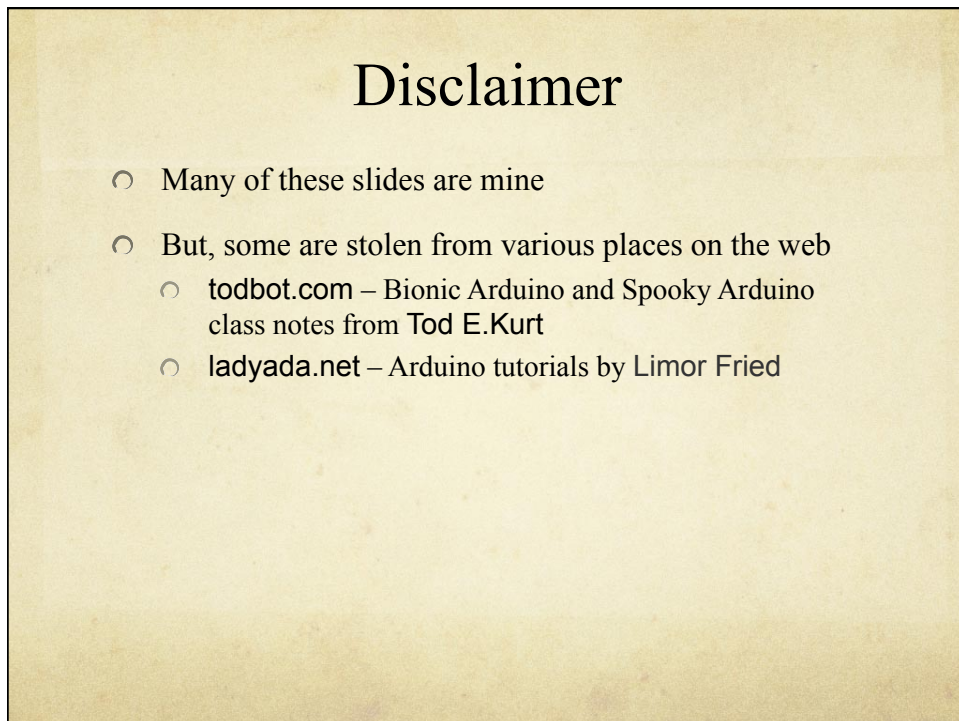 Disclaimer
Many of these slides are mine
But, some are stolen from various places on the web
todbot.com – Bionic Arduino and Spooky Arduino
class notes from Tod E.Kurt
ladyada.net – Arduino tutorials by Limor Fried